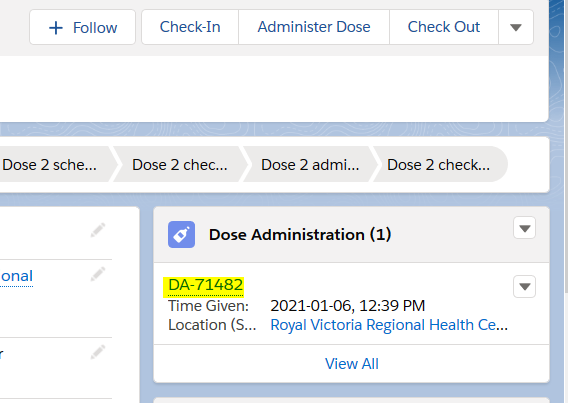 + Follow
Check-In
Administer Dose
Check Out
Dose 2 sche...
Dose 2 chec...
Dose 2 admi...
Dose 2 check...
onal
r
Dose Administration (1)
DA-71482
Time Given: 2021-01-06, 12:39 PM
Location (S... Royal Victoria Regional Health Ce...
View All